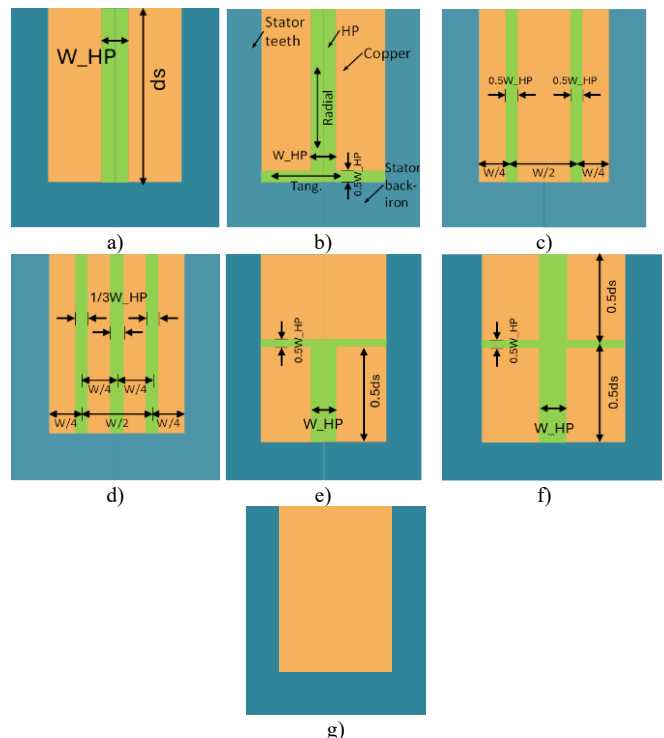 W_HP
ds
a)
Stator
teeth
HP
Copper
Radial
W_HP
0.5W_HP
Tang.
Stator
back-
iron
b)
0.5W_HP
0.5W_HP
W/4
W/2
W/4
c)
1/3W_HP
W/4
W/4
W/4
W/2
W/4
d)
0.5W_HP
0.5ds
W_HP
e)
0.5ds
0.5W_HP
0.5ds
W_HP
f)
g)